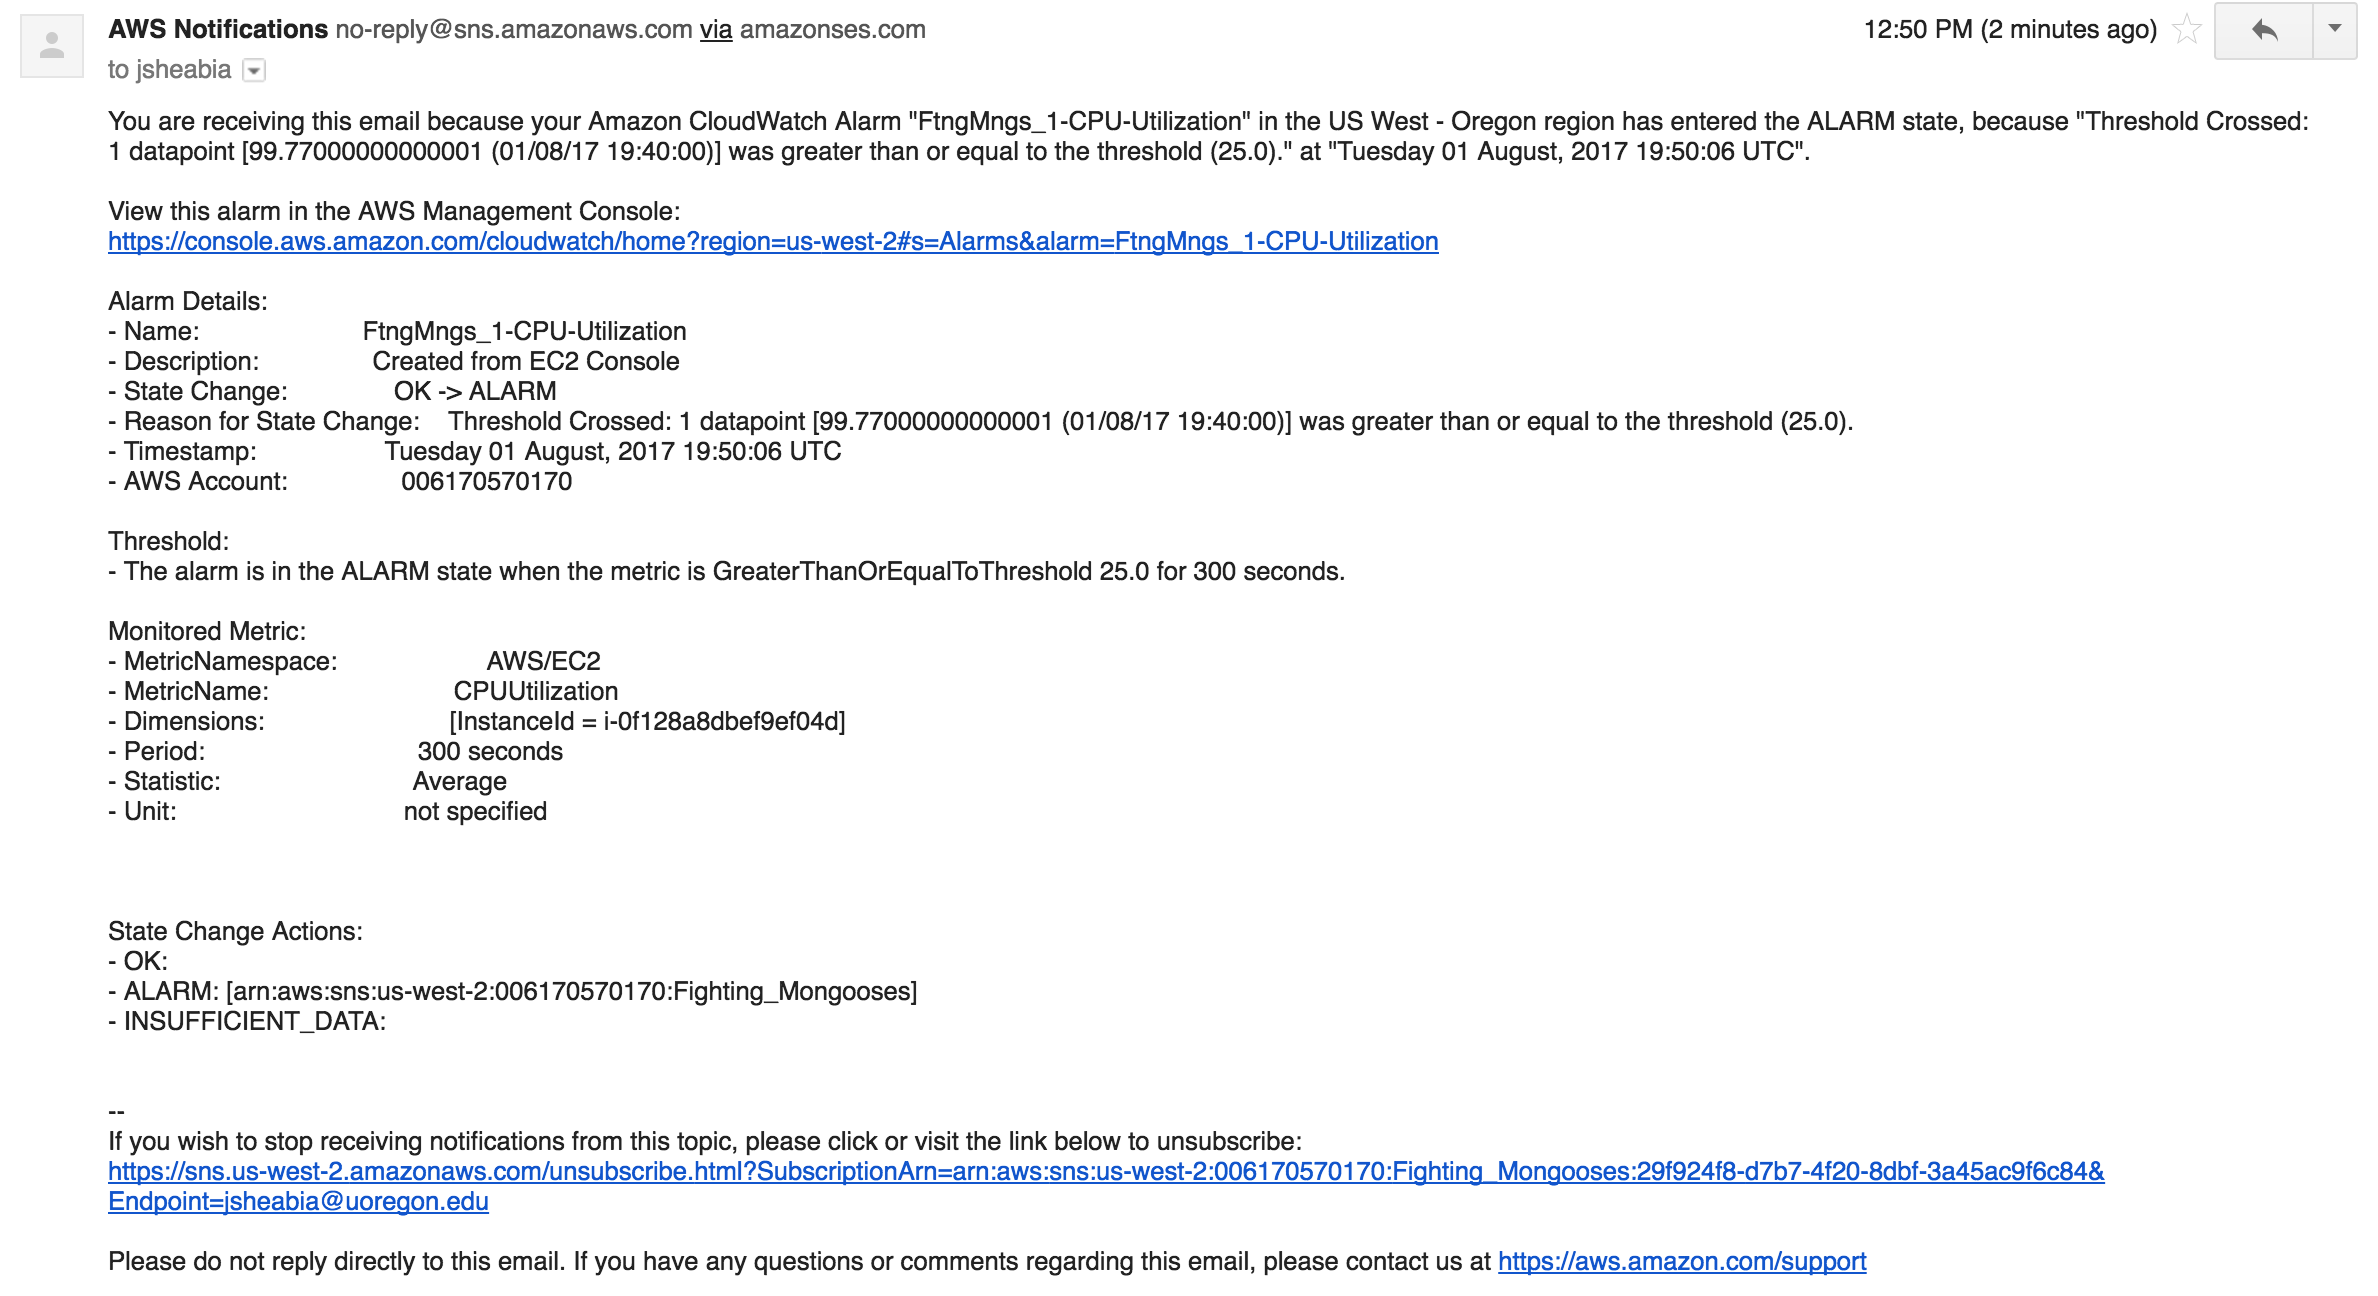 AWS Notifications no-reply@sns.amazonaws.com via amazonses.com
12:50 PM (2 minutes ago)
to jsheabia
You are receiving this email because your Amazon CloudWatch Alarm "FtngMngs_1-CPU-Utilization" in the US West - Oregon region has entered the ALARM state, because "Threshold Crossed:
1 datapoint [99.77000000000001 (01/08/17 19:40:00)] was greater than or equal to the threshold (25.0)." at "Tuesday 01 August, 2017 19:50:06 UTC".
View this alarm in the AWS Management Console:
https://console.aws.amazon.com/cloudwatch/home?region=us-west-2#s=Alarms&alarm=FtngMngs_1-CPU-Utilization
Alarm Details:
- Name: FtngMngs_1-CPU-Utilization
- Description: Created from EC2 Console
- State Change: OK -> ALARM
- Reason for State Change: Threshold Crossed: 1 datapoint [99.77000000000001 (01/08/17 19:40:00)] was greater than or equal to the threshold (25.0).
- Timestamp: Tuesday 01 August, 2017 19:50:06 UTC
- AWS Account: 006170570170
Threshold:
- The alarm is in the ALARM state when the metric is GreaterThanOrEqualToThreshold 25.0 for 300 seconds.
Monitored Metric:
- MetricNamespace: AWS/EC2
- MetricName: CPUUtilization
- Dimensions: [InstanceId = i-0f128a8dbef9ef04d]
- Period: 300 seconds
- Statistic: Average
- Unit: not specified
State Change Actions:
- OK:
- ALARM: [arn:aws:sns:us-west-2:006170570170:Fighting_Mongooses]
- INSUFFICIENT_DATA:
--
If you wish to stop receiving notifications from this topic, please click or visit the link below to unsubscribe:
https://sns.us-west-2.amazonaws.com/unsubscribe.html?SubscriptionArn=arn:aws:sns:us-west-2:006170570170:Fighting_Mongooses:29f924f8-d7b7-4f20-8dbf-3a45ac9f6c84&
Endpoint=jsheabia@uoregon.edu
Please do not reply directly to this email. If you have any questions or comments regarding this email, please contact us at https://aws.amazon.com/support